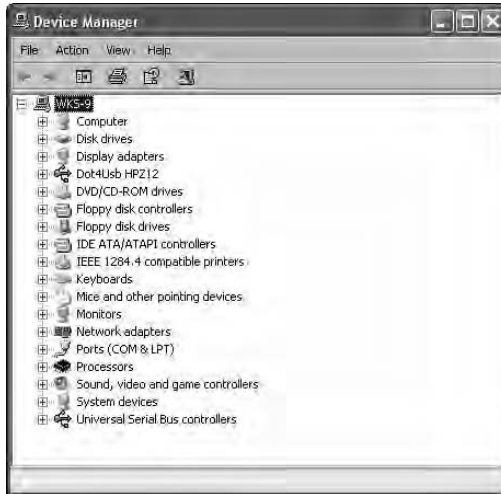 Device Manager
File Action View Help
WKS-9
Computer
Disk drives
Display adapters
Dot4Usb HPZ12
DVD/CD-ROM drives
Floppy disk controllers
Floppy disk drives
IDE ATA/ATAPI controllers
IEEE 1284.4 compatible printers
Keyboards
Mice and other pointing devices
Monitors
Network adapters
Ports (COM & LPT)
Processors
Sound, video and game controllers
System devices
Universal Serial Bus controllers